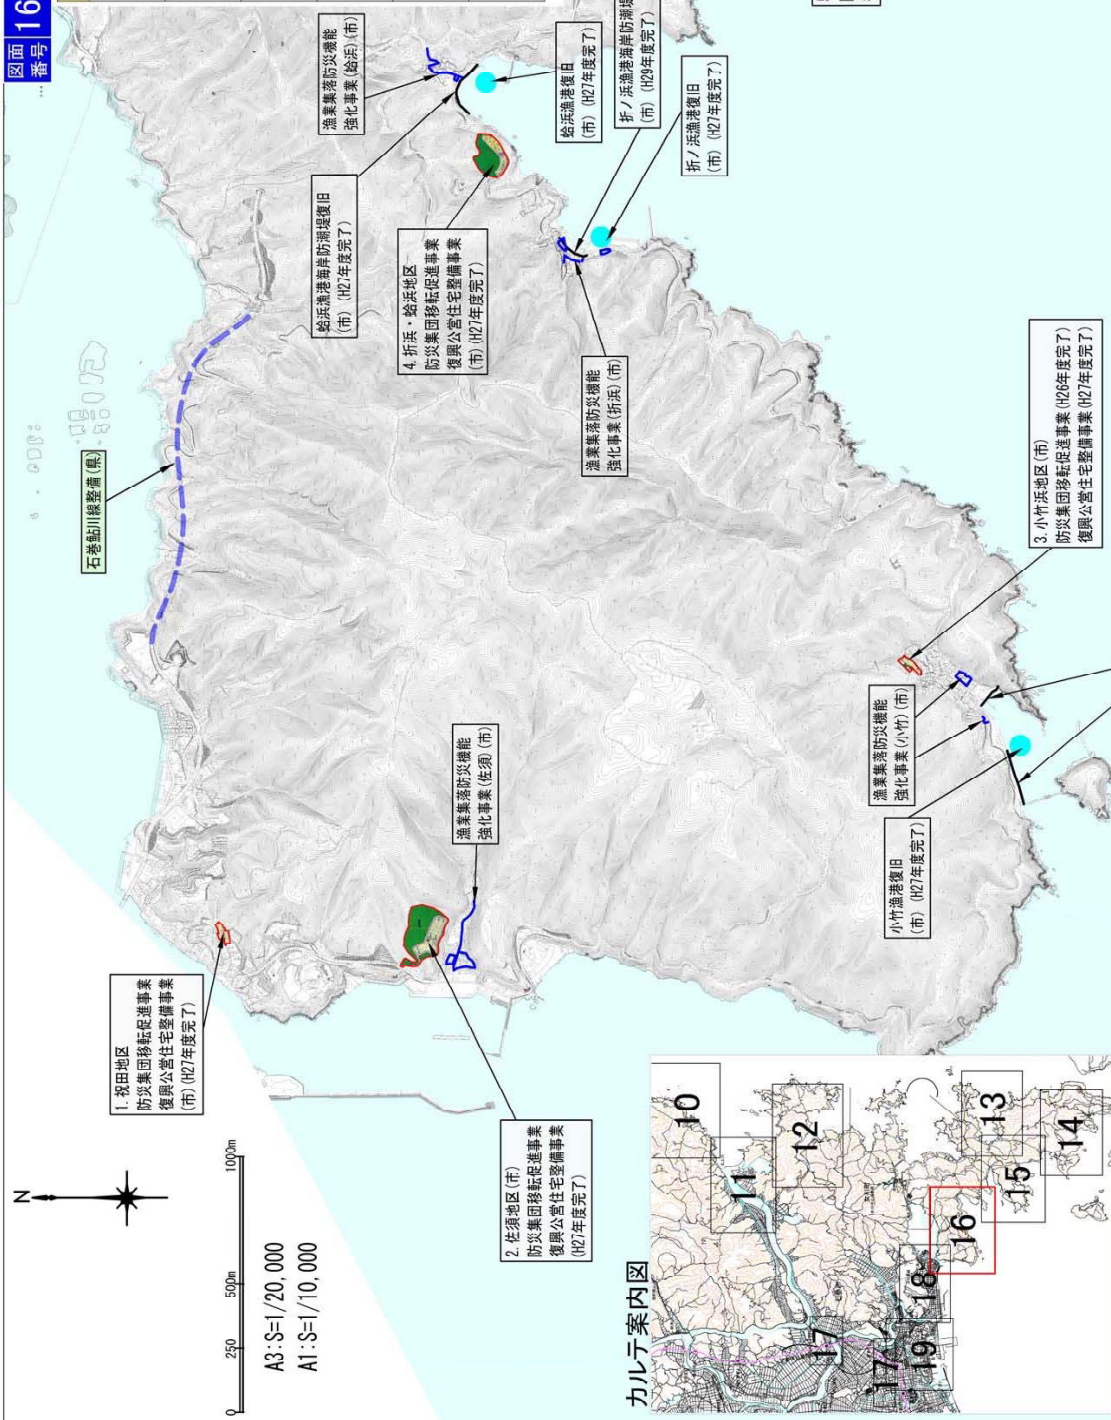 図面
番号
16
N
0 250 500m 1000m
A3:S=1/20,000
A1:S=1/10,000
1. 祝田地区
防災集団移転促進事業
復興公営住宅整備事業
(市)(H27年度完了)
2. 佐須地区(市)
防災集団移転促進事業
復興公営住宅整備事業
(H27年度完了)
漁業集落防災機能
強化事業(佐須)(市)
石巻鮎川線整備(県)
漁業集落防災機能
強化事業(蛤浜)(市)
蛤浜漁港海岸防潮堤復旧
(市)(H27年度完了)
4. 折浜・蛤浜地区
防災集団移転促進事業
復興公営住宅整備事業
(市)(H27年度完了)
蛤浜漁港復旧
(市)(H27年度完了)
折ノ浜漁港海岸防潮堤
(市)(H29年度完了)
折ノ浜漁港復旧
(市)(H27年度完了)
漁業集落防災機能
強化事業(折浜)(市)
3. 小竹浜地区(市)
防災集団移転促進事業(H26年度完了)
復興公営住宅整備事業(H27年度完了)
漁業集落防災機能
強化事業(小竹)(市)
小竹漁港復旧
(市)(H27年度完了)
カルテ案内図
10
11
12
13
14
15
16
17
17
18
19